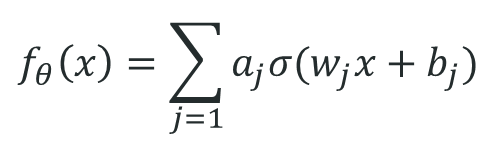 f_θ(x) = ∑_{j=1} a_j σ(w_j x + b_j)